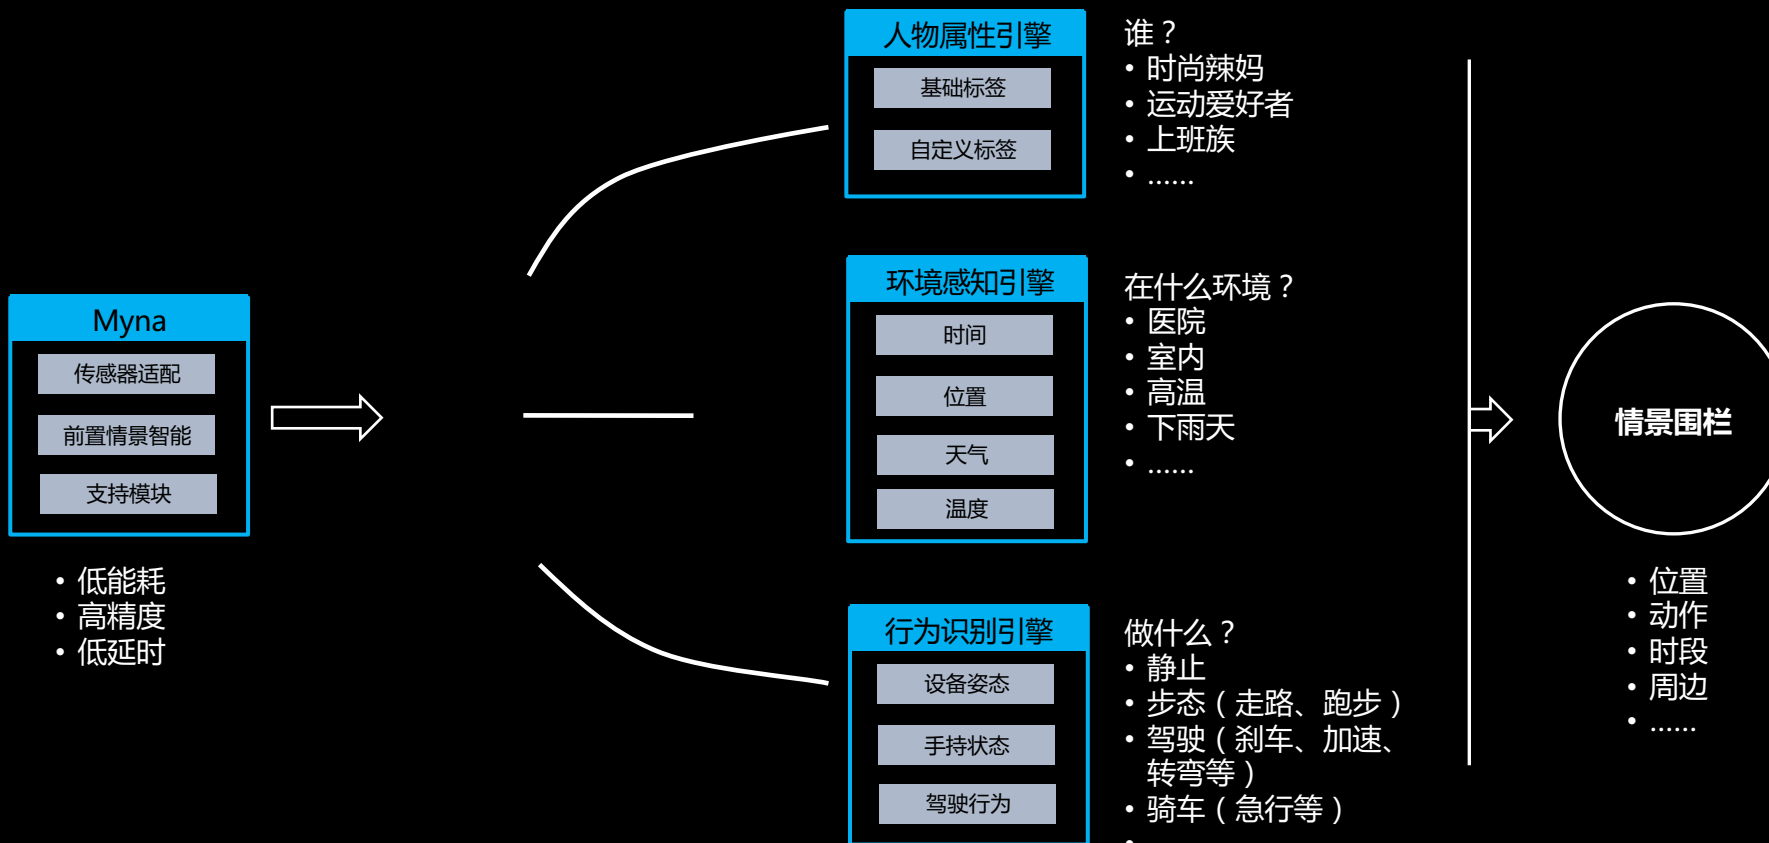 Myna
传感器适配
前置情景智能
支持模块
• 低能耗
• 高精度
• 低延时
人物属性引擎
基础标签
自定义标签
谁？
• 时尚辣妈
• 运动爱好者
• 上班族
• ……
环境感知引擎
时间
位置
天气
温度
在什么环境？
• 医院
• 室内
• 高温
• 下雨天
• ……
行为识别引擎
设备姿态
手持状态
驾驶行为
做什么？
• 静止
• 步态（走路、跑步）
• 驾驶（刹车、加速、
转弯等）
• 骑车（急行等）
情景围栏
• 位置
• 动作
• 时段
• 周边
• ……